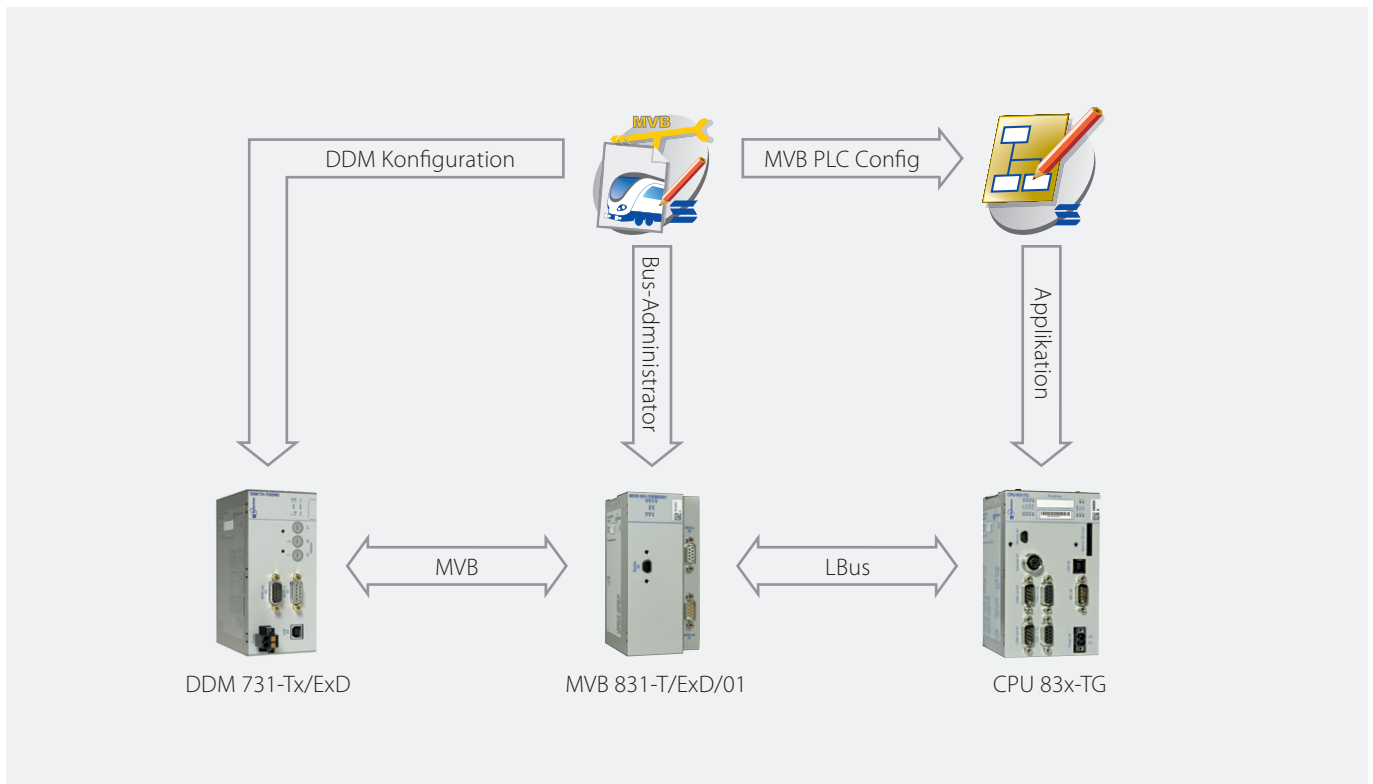 MVB
DDM Konfiguration
MVB PLC Config
Bus-Administrator
Applikation
MVB
LBus
DDM 731-Tx/ExD
MVB 831-T/ExD/01
CPU 83x-TG